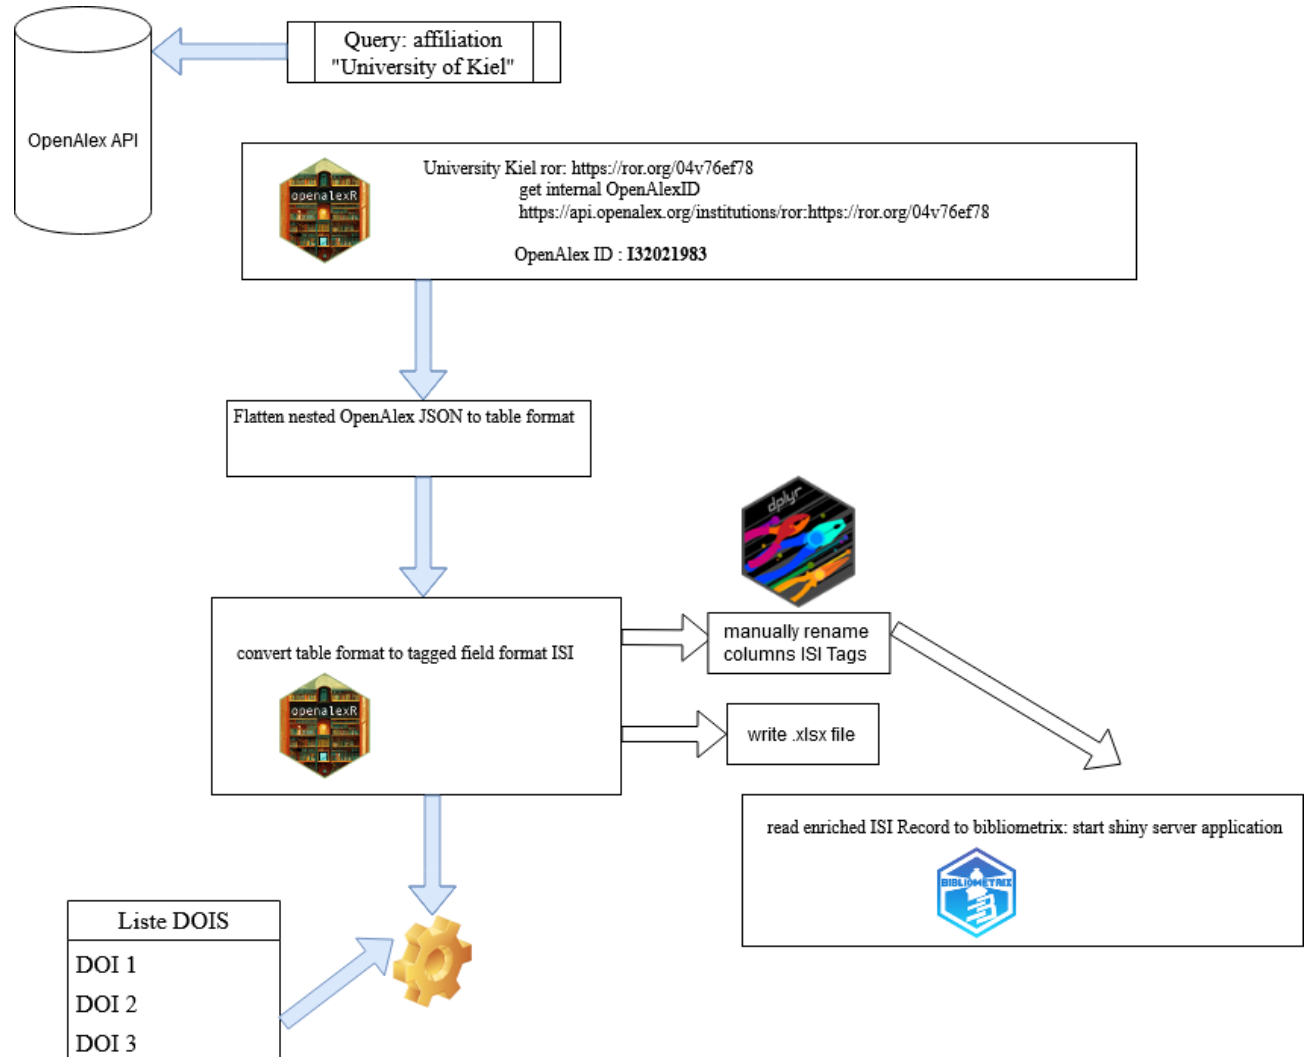 Query: affiliation
"University of Kiel"
OpenAlex API
openalexR
University Kiel ror: https://ror.org/04v76ef78
get internal OpenAlexID
https://api.openalex.org/institutions/ror:https://ror.org/04v76ef78
OpenAlex ID : I32021983
Flatten nested OpenAlex JSON to table format
dplyr
convert table format to tagged field format ISI
openalexR
manually rename
columns ISI Tags
write .xlsx file
read enriched ISI Record to bibliometrix: start shiny server application
BIBLIOMETRIX
Liste DOIS
DOI 1
DOI 2
DOI 3